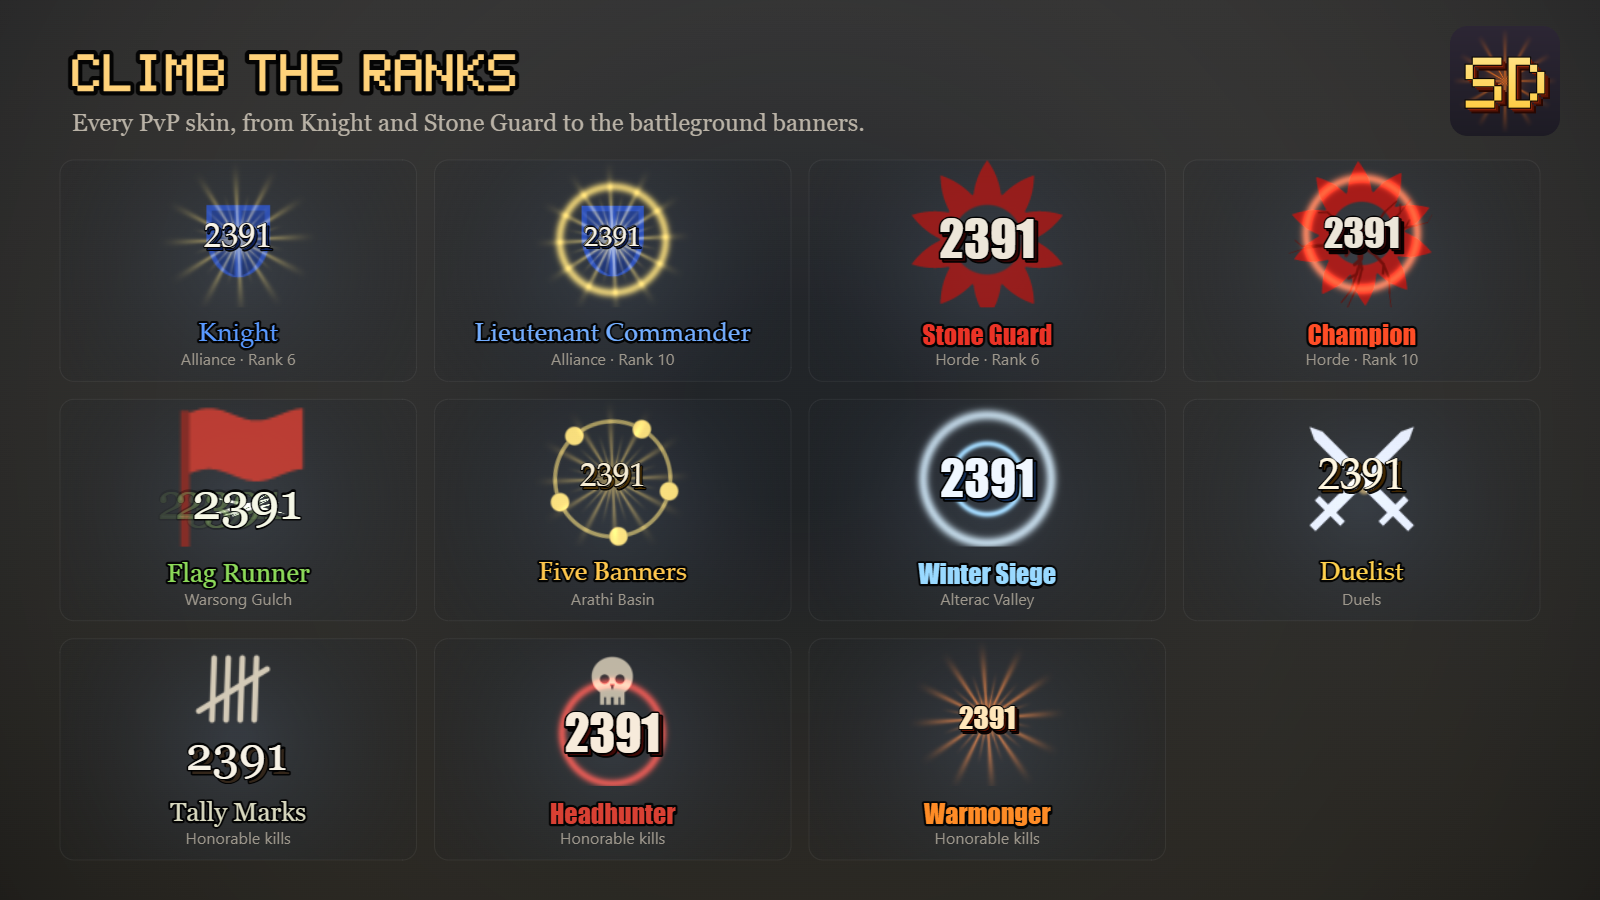 CLIMB THE RANKS
SD
Every PvP skin, from Knight and Stone Guard to the battleground banners.
2391
Knight
Alliance · Rank 6
2391
Lieutenant Commander
Alliance · Rank 10
2391
Stone Guard
Horde · Rank 6
2391
Champion
Horde · Rank 10
2391
Flag Runner
Warsong Gulch
2391
Five Banners
Arathi Basin
2391
Winter Siege
Alterac Valley
2391
Duelist
Duels
2391
Tally Marks
Honorable kills
2391
Headhunter
Honorable kills
2391
Warmonger
Honorable kills